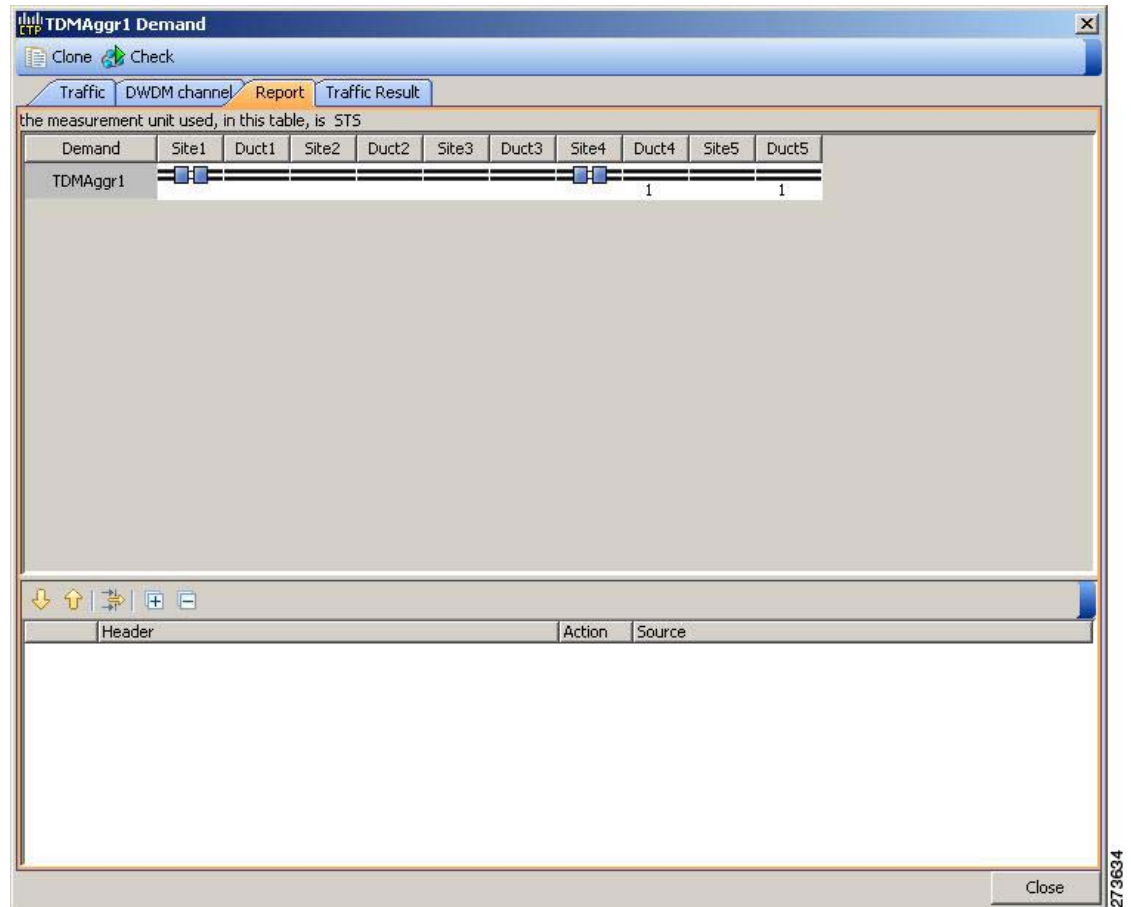 CTP TDMAggr1 Demand
Clone Check
Traffic DWDM channel Report Traffic Result
the measurement unit used, in this table, is STS
Demand Site1 Duct1 Site2 Duct2 Site3 Duct3 Site4 Duct4 Site5 Duct5
TDMAggr1 1 1
Header Action Source
Close
273634